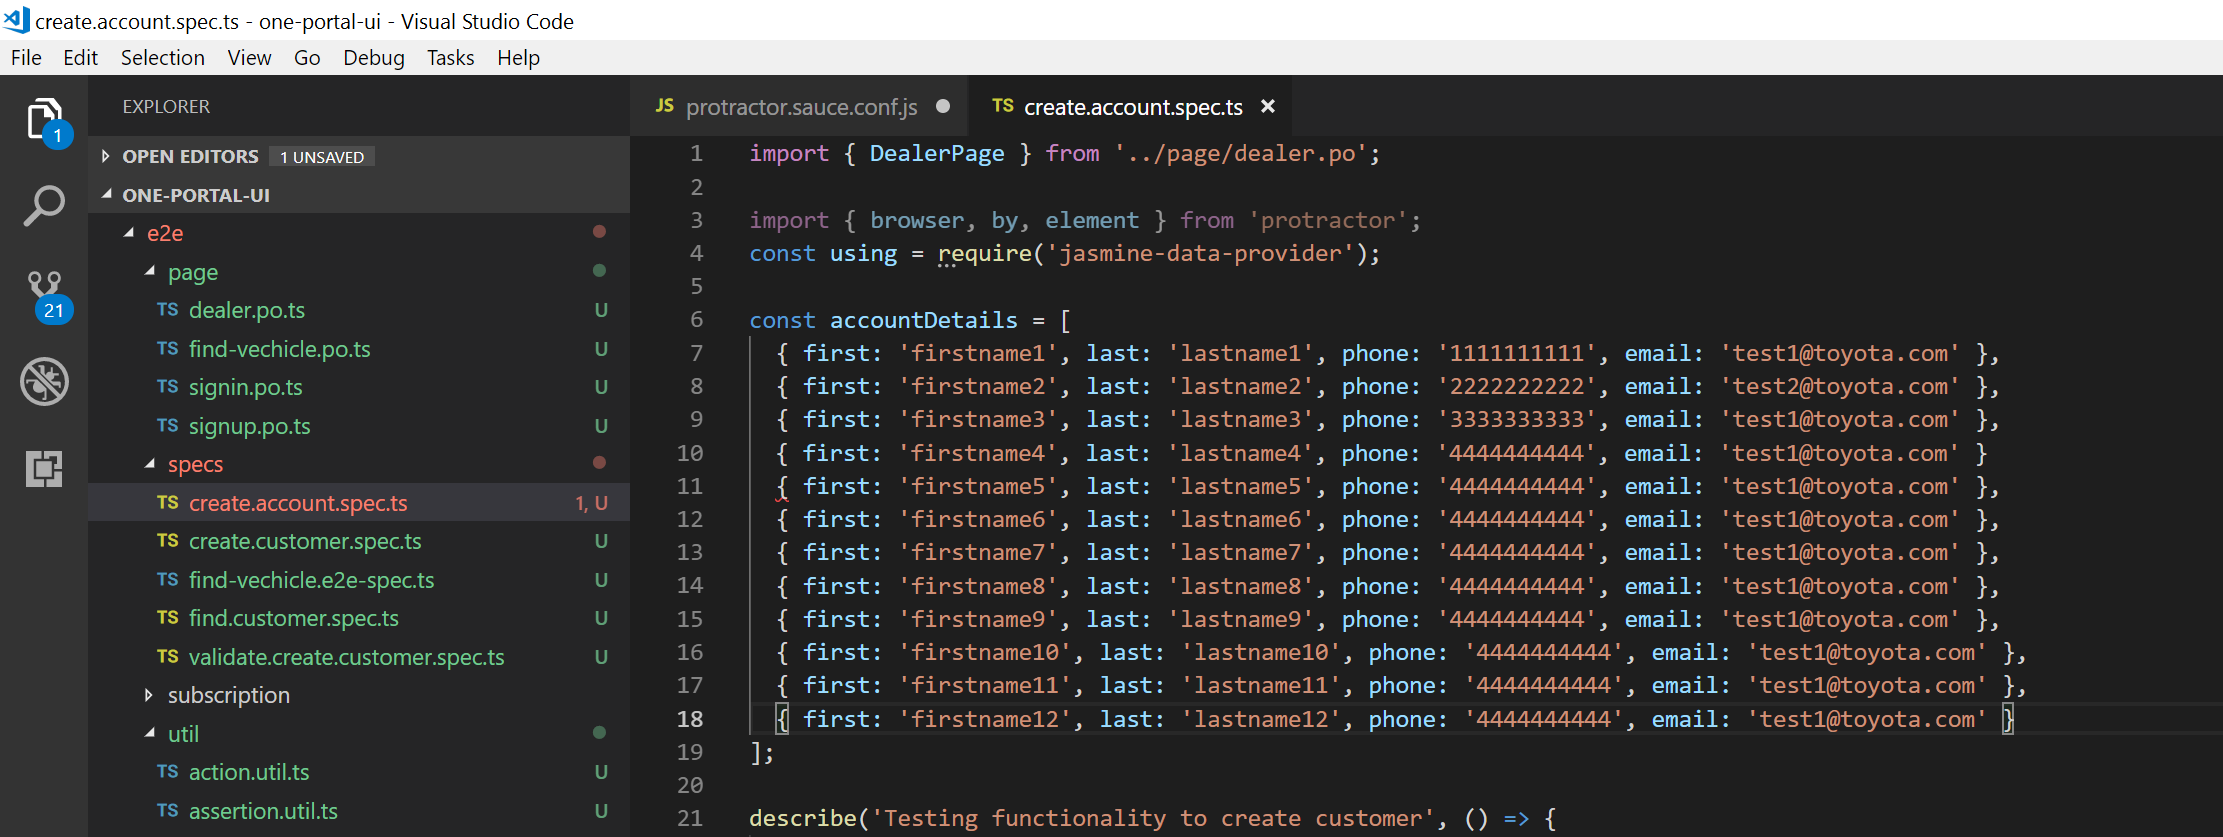 create.account.spec.ts - one-portal-ui - Visual Studio Code
File Edit Selection View Go Debug Tasks Help
1
21
EXPLORER
OPEN EDITORS 1 UNSAVED
ONE-PORTAL-UI
e2e
page
TS dealer.po.ts U
TS find-vechicle.po.ts U
TS signin.po.ts U
TS signup.po.ts U
specs
TS create.account.spec.ts 1, U
TS create.customer.spec.ts U
TS find-vechicle.e2e-spec.ts U
TS find.customer.spec.ts U
TS validate.create.customer.spec.ts U
subscription
util
TS action.util.ts U
TS assertion.util.ts U
JS protractor.sauce.conf.js TS create.account.spec.ts
1 import { DealerPage } from '../page/dealer.po';
2
3 import { browser, by, element } from 'protractor';
4 const using = require('jasmine-data-provider');
5
6 const accountDetails = [
7 { first: 'firstname1', last: 'lastname1', phone: '1111111111', email: 'test1@toyota.com' },
8 { first: 'firstname2', last: 'lastname2', phone: '2222222222', email: 'test2@toyota.com' },
9 { first: 'firstname3', last: 'lastname3', phone: '3333333333', email: 'test1@toyota.com' },
10 { first: 'firstname4', last: 'lastname4', phone: '4444444444', email: 'test1@toyota.com' }
11 { first: 'firstname5', last: 'lastname5', phone: '4444444444', email: 'test1@toyota.com' },
12 { first: 'firstname6', last: 'lastname6', phone: '4444444444', email: 'test1@toyota.com' },
13 { first: 'firstname7', last: 'lastname7', phone: '4444444444', email: 'test1@toyota.com' },
14 { first: 'firstname8', last: 'lastname8', phone: '4444444444', email: 'test1@toyota.com' },
15 { first: 'firstname9', last: 'lastname9', phone: '4444444444', email: 'test1@toyota.com' },
16 { first: 'firstname10', last: 'lastname10', phone: '4444444444', email: 'test1@toyota.com' },
17 { first: 'firstname11', last: 'lastname11', phone: '4444444444', email: 'test1@toyota.com' },
18 { first: 'firstname12', last: 'lastname12', phone: '4444444444', email: 'test1@toyota.com' }
19 ];
20
21 describe('Testing functionality to create customer', () => {